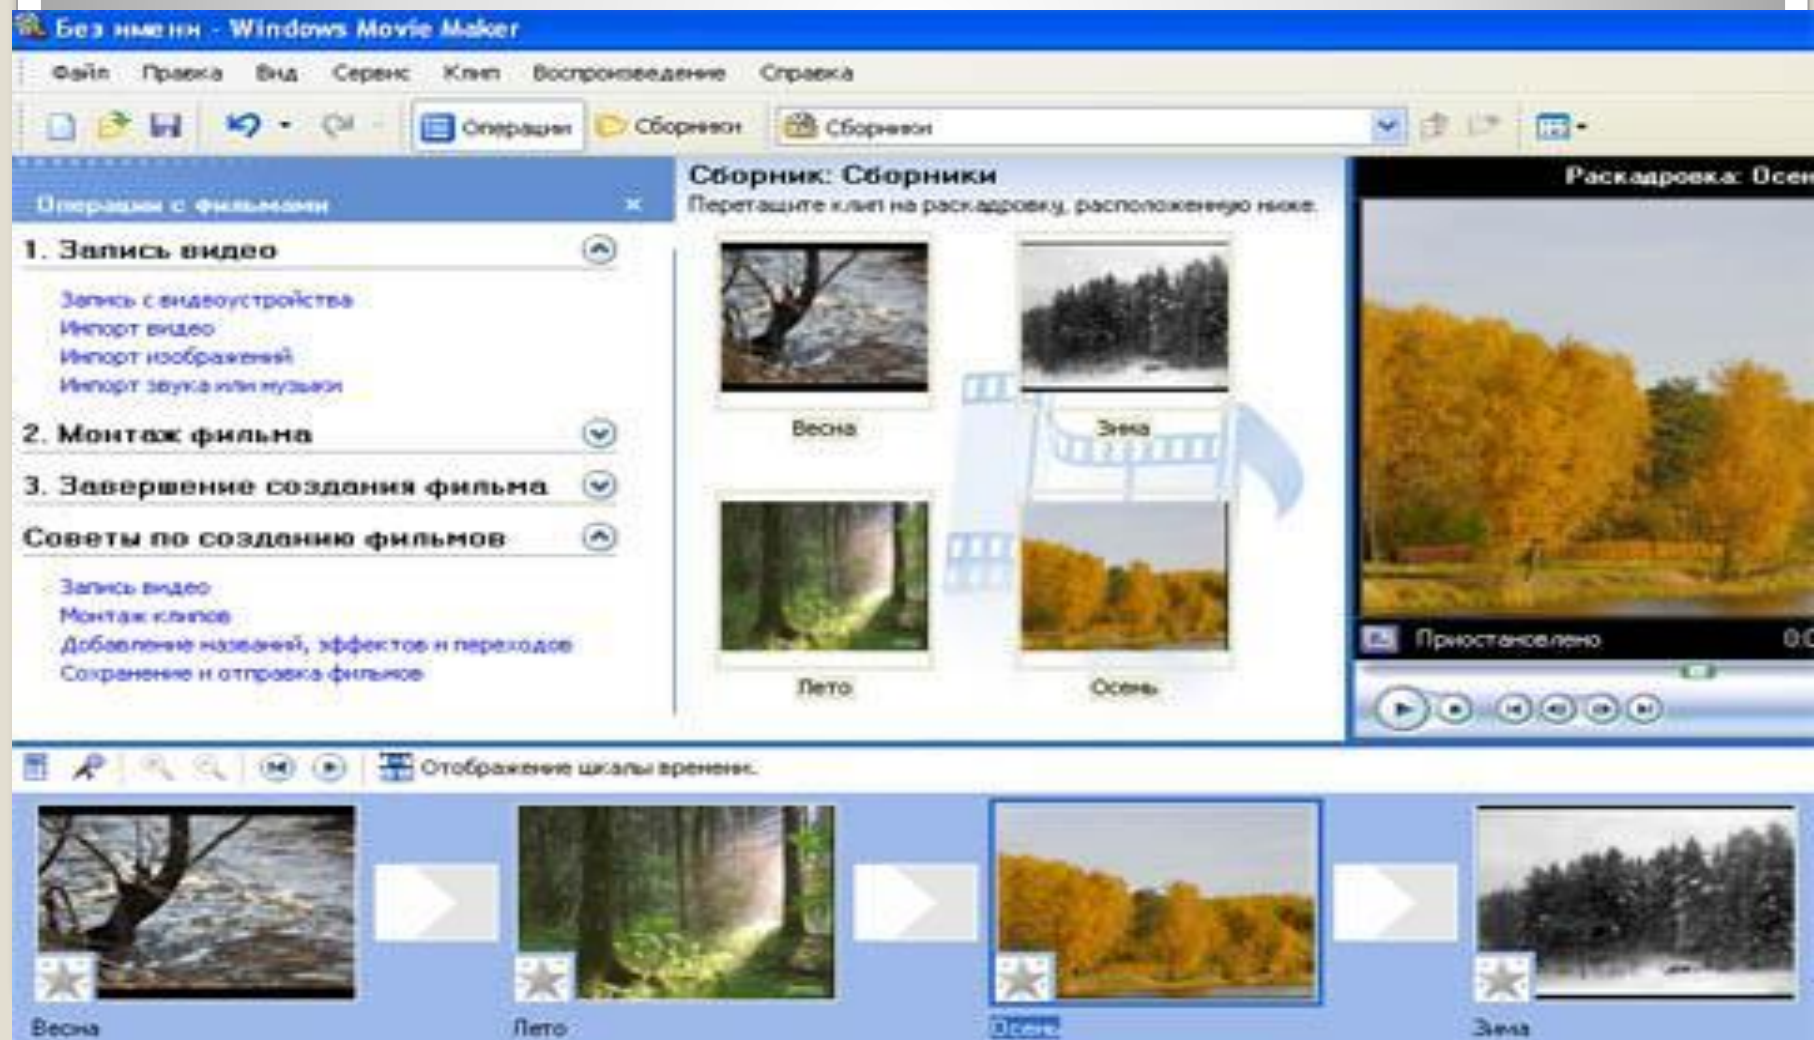 Без имени - Windows Movie Maker
Файл Правка Вид Сервис Клип Воспроизведение Справка
Операции Сборники Сборники
Операции с фильмами
1. Запись видео
Запись с видеоустройства
Импорт видео
Импорт изображений
Импорт звука или музыки
2. Монтаж фильма
3. Завершение создания фильма
Советы по созданию фильмов
Запись видео
Монтаж клипов
Добавление названий, эффектов и переходов
Сохранение и отправка фильмов
Сборник: Сборники
Перетащите клип на раскадровку, расположенную ниже.
Весна Зима
Лето Осень
Раскадровка: Осен
Приостановлено 0:0
Отображение шкалы времени.
Весна Лето Осень Зима